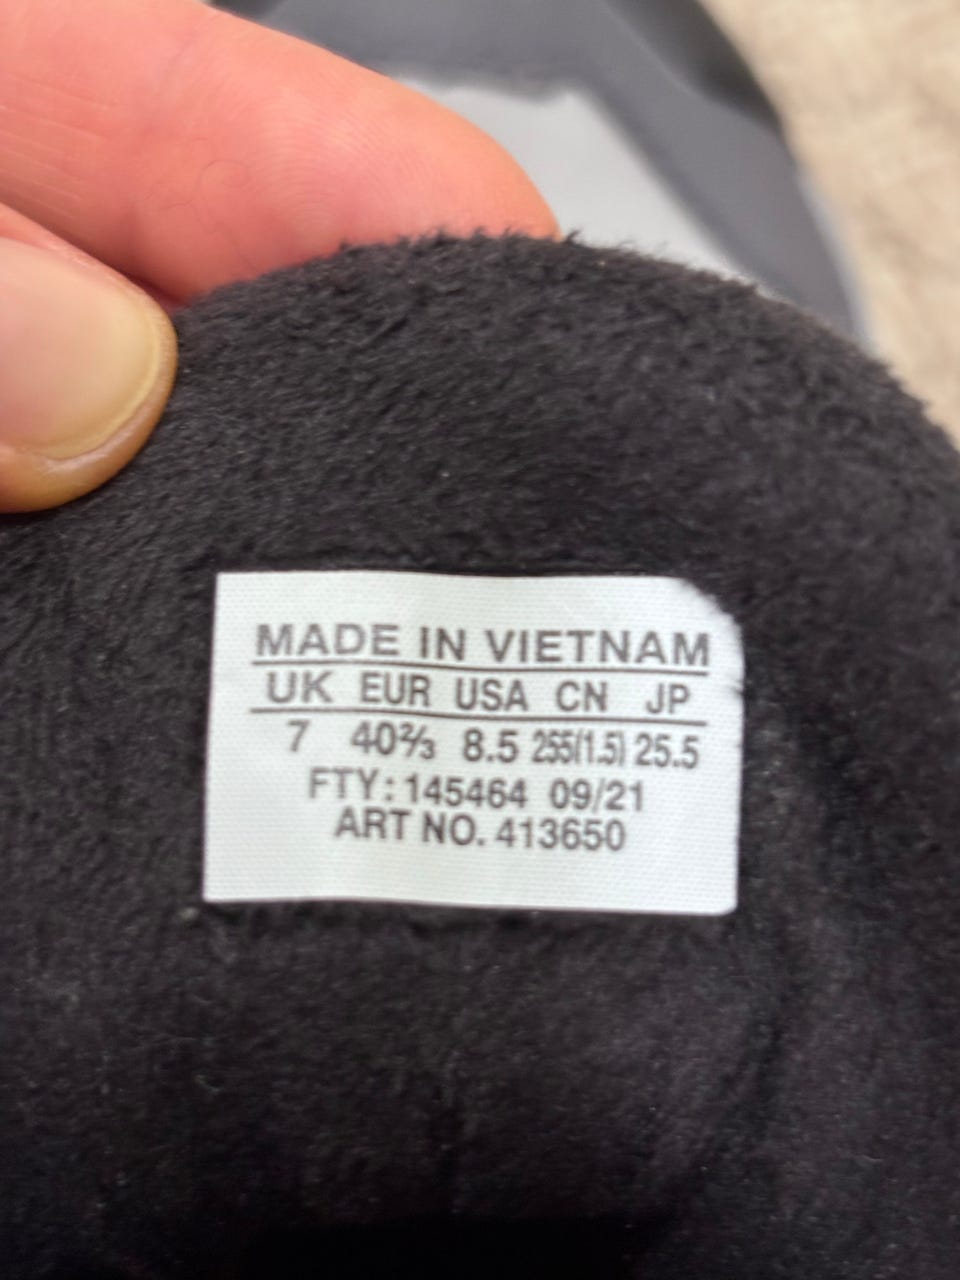 MADE IN VIETNAM
UK EUR USA CN JP
7 40⅔ 8.5 255(1.5) 25.5
FTY: 145464 09/21
ART NO. 413650